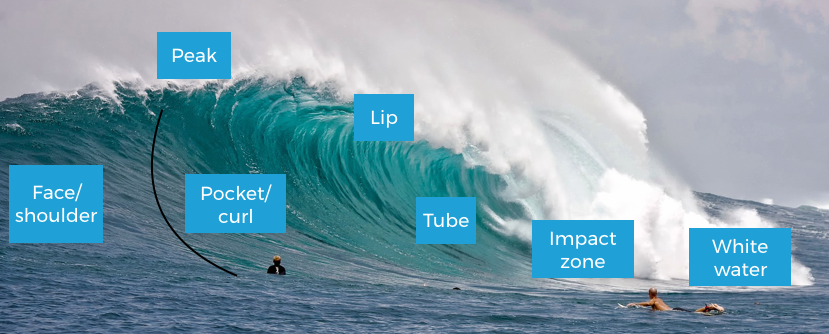 Peak
Lip
Face/
shoulder
Pocket/
curl
Tube
Impact
zone
White
water